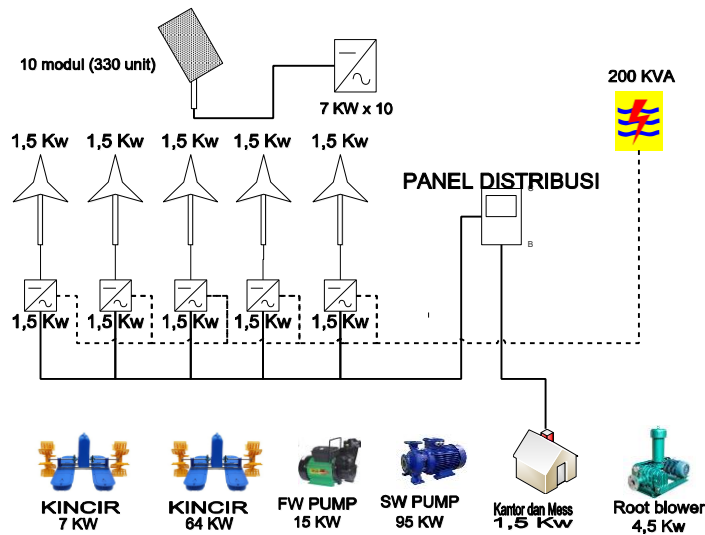 10 modul (330 unit)
7 KW x 10
200 KVA
1,5 Kw 1,5 Kw 1,5 Kw 1,5 Kw 1,5 Kw
PANEL DISTRIBUSI
B
1,5 Kw 1,5 Kw 1,5 Kw 1,5 Kw 1,5 Kw
KINCIR
7 KW
KINCIR
64 KW
FW PUMP
15 KW
SW PUMP
95 KW
Kantor dan Mess
1,5 Kw
Root blower
4,5 Kw